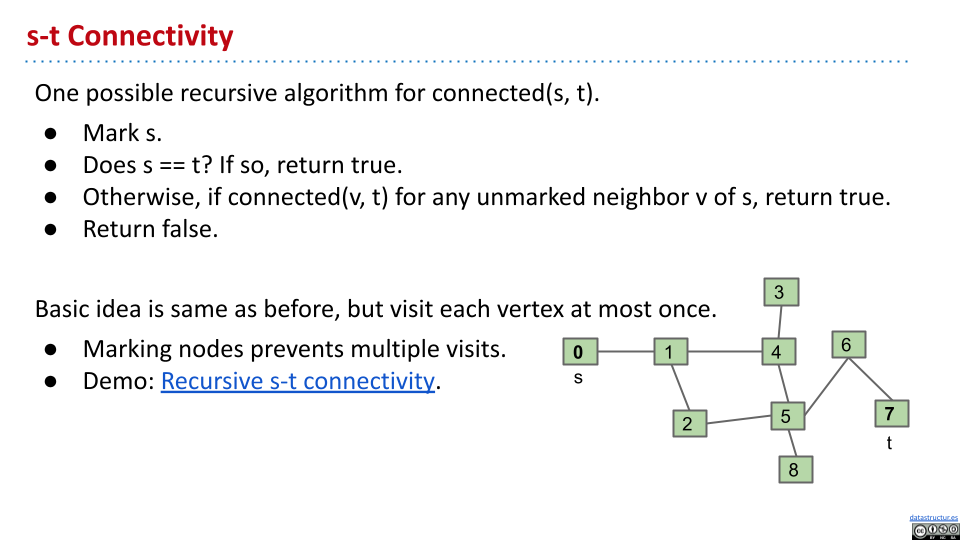 s-t Connectivity
One possible recursive algorithm for connected(s, t).
● Mark s.
● Does s == t? If so, return true.
● Otherwise, if connected(v, t) for any unmarked neighbor v of s, return true.
● Return false.
Basic idea is same as before, but visit each vertex at most once.
● Marking nodes prevents multiple visits.
● Demo: Recursive s-t connectivity.
3
0
1
4
6
s
2
5
7
t
8
datastructur.es
BY NC SA